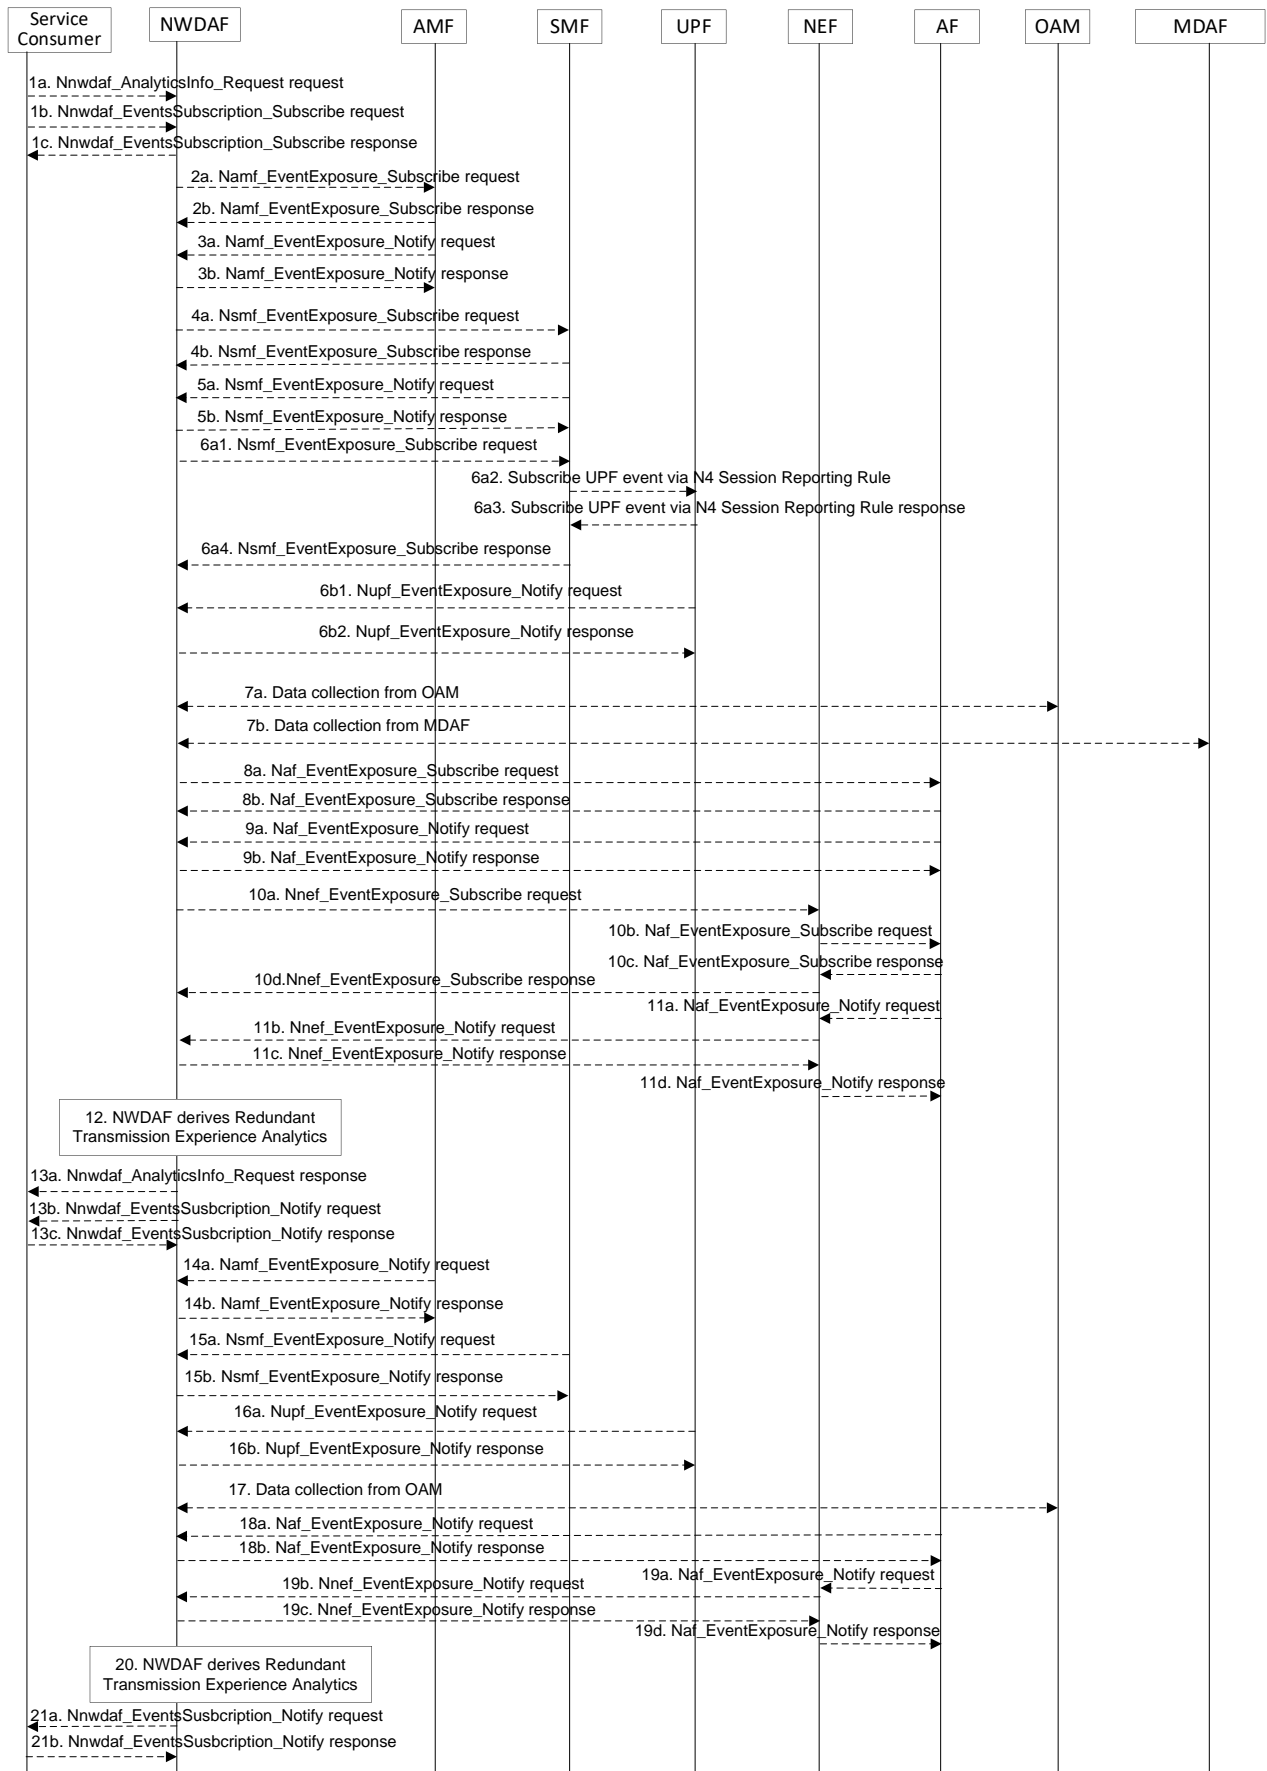 Service
Consumer
NWDAF
AMF
SMF
UPF
NEF
AF
OAM
MDAF
1a. Nnwdaf_AnalyticsInfo_Request request
1b. Nnwdaf_EventsSubscription_Subscribe request
1c. Nnwdaf_EventsSubscription_Subscribe response
2a. Namf_EventExposure_Subscribe request
2b. Namf_EventExposure_Subscribe response
3a. Namf_EventExposure_Notify request
3b. Namf_EventExposure_Notify response
4a. Nsmf_EventExposure_Subscribe request
4b. Nsmf_EventExposure_Subscribe response
5a. Nsmf_EventExposure_Notify request
5b. Nsmf_EventExposure_Notify response
6a1. Nsmf_EventExposure_Subscribe request
6a2. Subscribe UPF event via N4 Session Reporting Rule
6a3. Subscribe UPF event via N4 Session Reporting Rule response
6a4. Nsmf_EventExposure_Subscribe response
6b1. Nupf_EventExposure_Notify request
6b2. Nupf_EventExposure_Notify response
7a. Data collection from OAM
7b. Data collection from MDAF
8a. Naf_EventExposure_Subscribe request
8b. Naf_EventExposure_Subscribe response
9a. Naf_EventExposure_Notify request
9b. Naf_EventExposure_Notify response
10a. Nnef_EventExposure_Subscribe request
10b. Naf_EventExposure_Subscribe request
10c. Naf_EventExposure_Subscribe response
10d.Nnef_EventExposure_Subscribe response
11a. Naf_EventExposure_Notify request
11b. Nnef_EventExposure_Notify request
11c. Nnef_EventExposure_Notify response
11d. Naf_EventExposure_Notify response
12. NWDAF derives Redundant
Transmission Experience Analytics
13a. Nnwdaf_AnalyticsInfo_Request response
13b. Nnwdaf_EventsSusbcription_Notify request
13c. Nnwdaf_EventsSusbcription_Notify response
14a. Namf_EventExposure_Notify request
14b. Namf_EventExposure_Notify response
15a. Nsmf_EventExposure_Notify request
15b. Nsmf_EventExposure_Notify response
16a. Nupf_EventExposure_Notify request
16b. Nupf_EventExposure_Notify response
17. Data collection from OAM
18a. Naf_EventExposure_Notify request
18b. Naf_EventExposure_Notify response
19a. Naf_EventExposure_Notify request
19b. Nnef_EventExposure_Notify request
19c. Nnef_EventExposure_Notify response
19d. Naf_EventExposure_Notify response
20. NWDAF derives Redundant
Transmission Experience Analytics
21a. Nnwdaf_EventsSusbcription_Notify request
21b. Nnwdaf_EventsSusbcription_Notify response